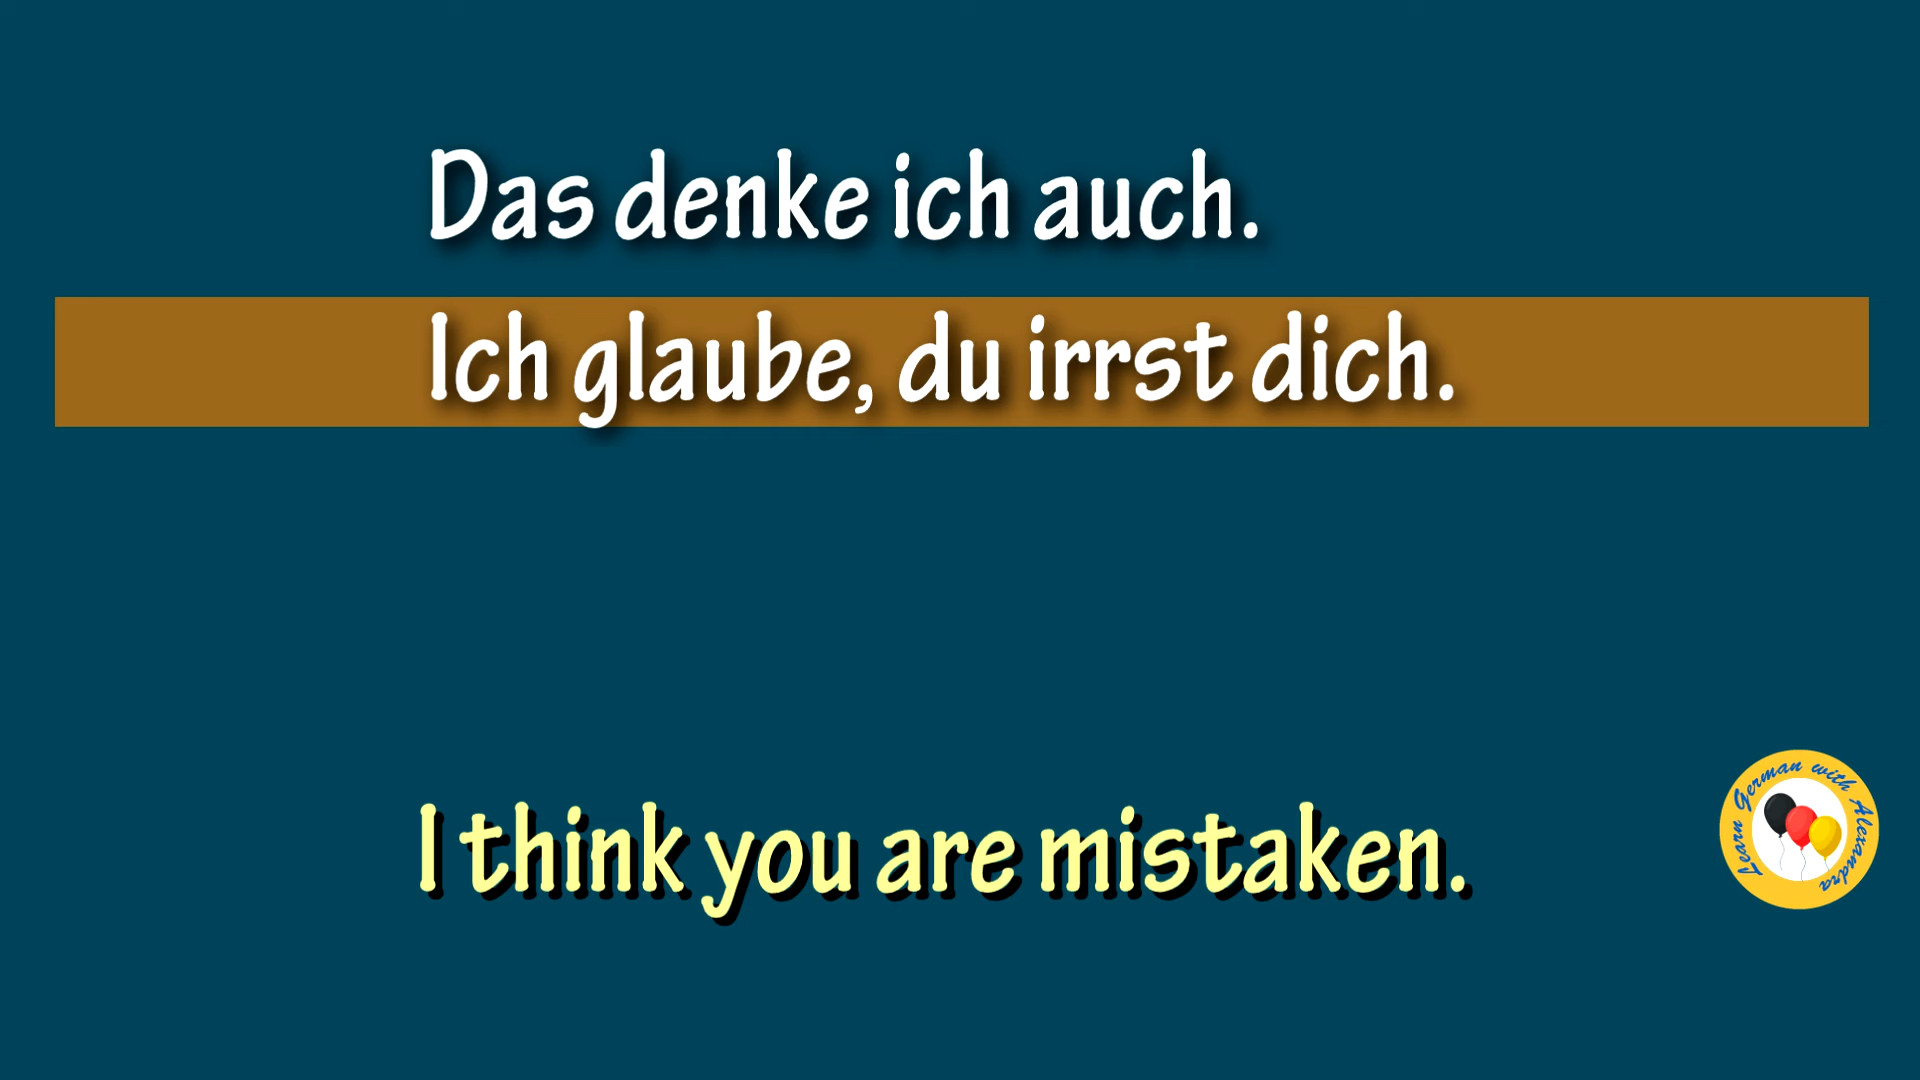 Das denke ich auch.
Ich glaube, du irrst dich.
I think you are mistaken.
Learn German with Alexandra